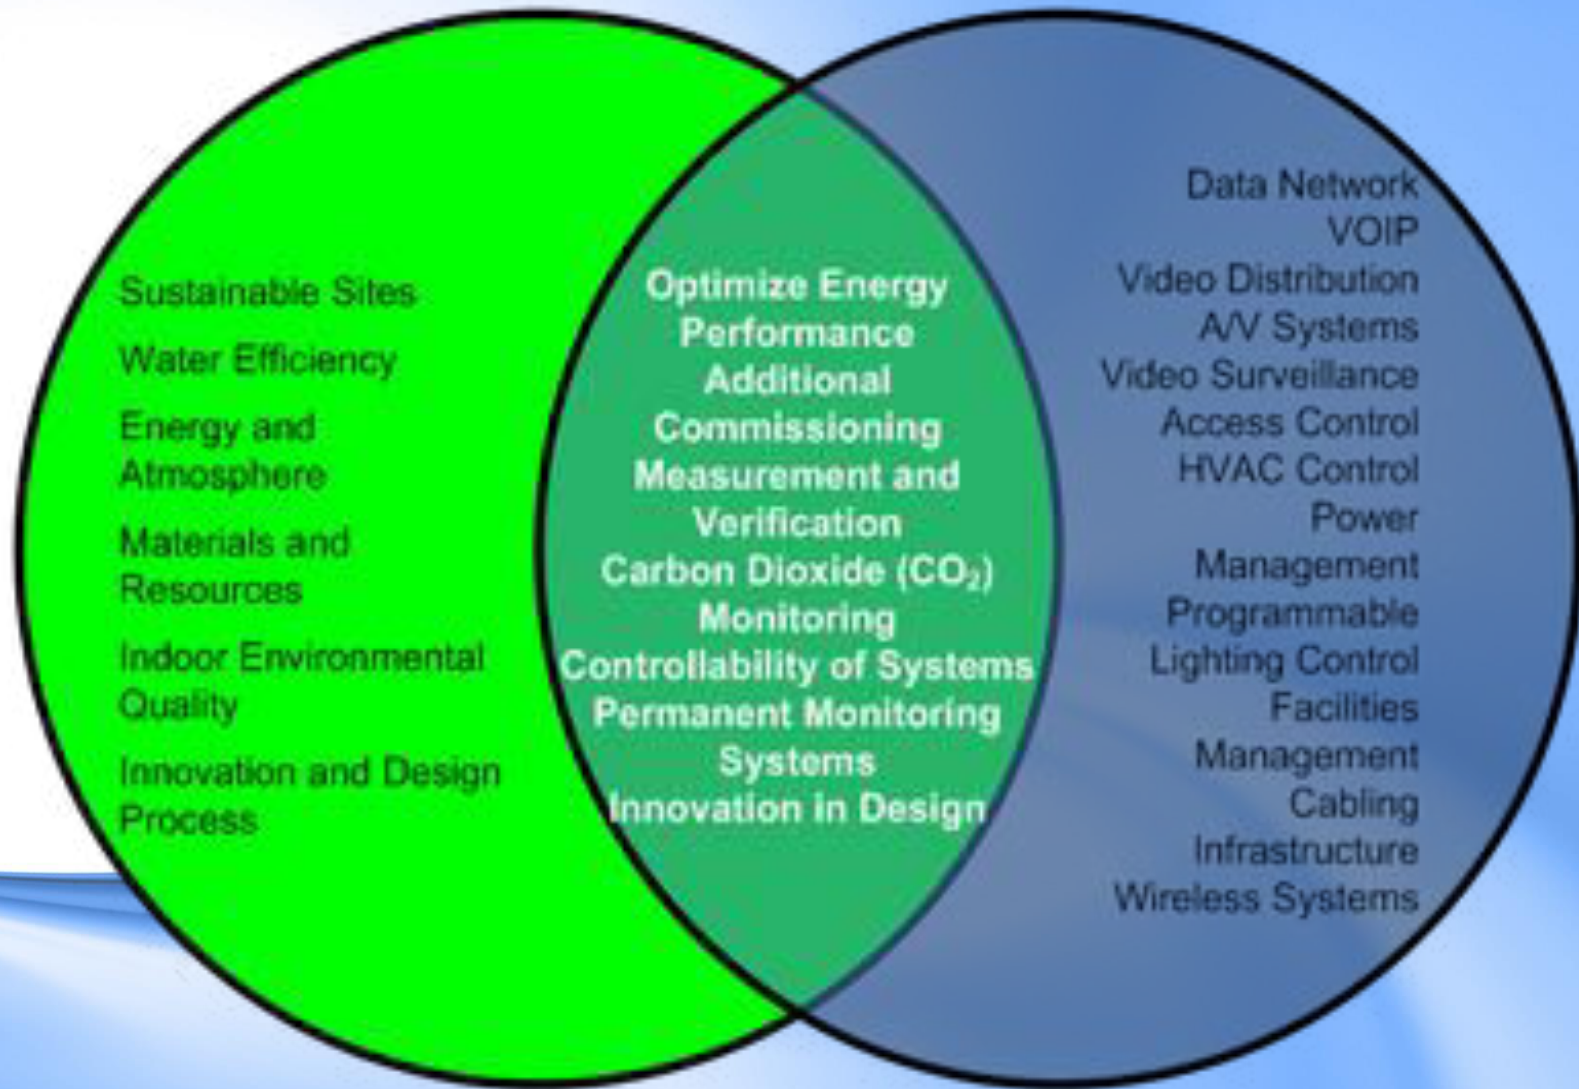 Sustainable Sites
Water Efficiency
Energy and
Atmosphere
Materials and
Resources
Indoor Environmental
Quality
Innovation and Design
Process
Optimize Energy
Performance
Additional
Commissioning
Measurement and
Verification
Carbon Dioxide (CO₂)
Monitoring
Controllability of Systems
Permanent Monitoring
Systems
Innovation in Design
Data Network
VOIP
Video Distribution
A/V Systems
Video Surveillance
Access Control
HVAC Control
Power
Management
Programmable
Lighting Control
Facilities
Management
Cabling
Infrastructure
Wireless Systems